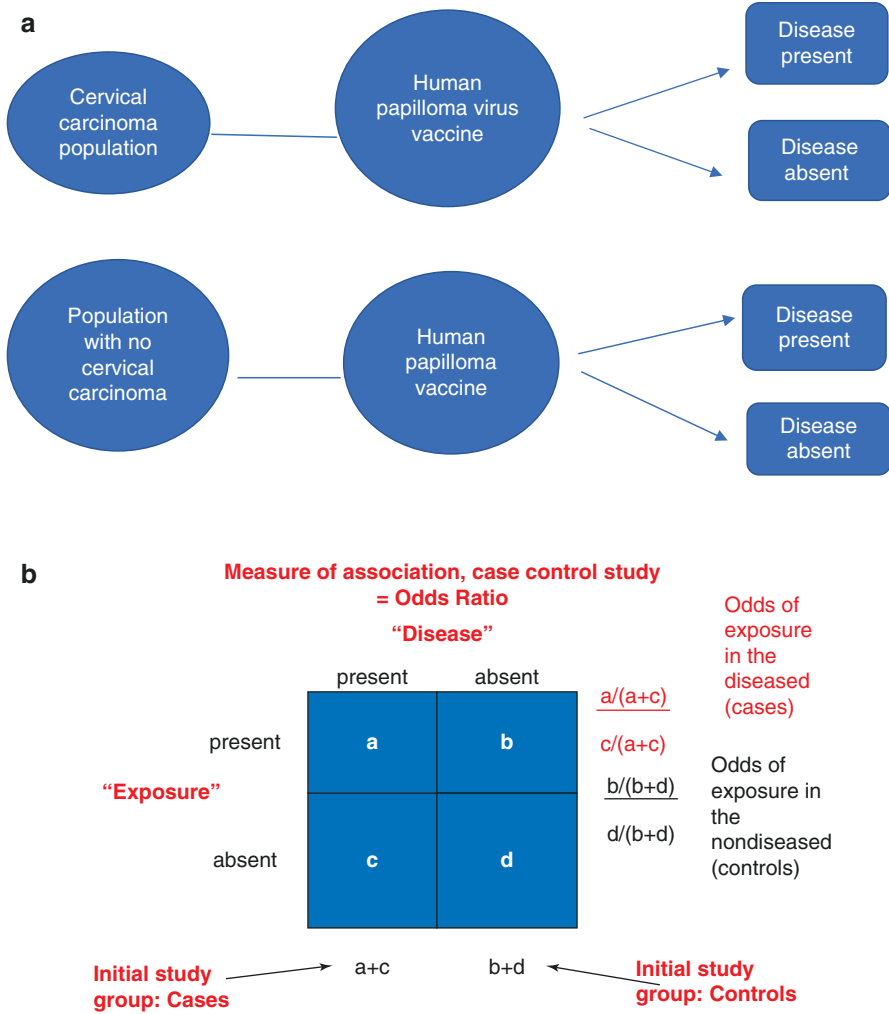 a
Cervical
carcinoma
population
Human
papilloma virus
vaccine
Disease
present
Disease
absent
Population
with no
cervical
carcinoma
Human
papilloma
vaccine
Disease
present
Disease
absent
b
Measure of association, case control study
= Odds Ratio
“Disease”
present absent
present
“Exposure”
absent
a b
c d
a/(a+c)
c/(a+c)
Odds of
exposure
in the
diseased
(cases)
b/(b+d)
d/(b+d)
Odds of
exposure in
the
nondiseased
(controls)
Initial study
group: Cases
a+c b+d
Initial study
group: Controls